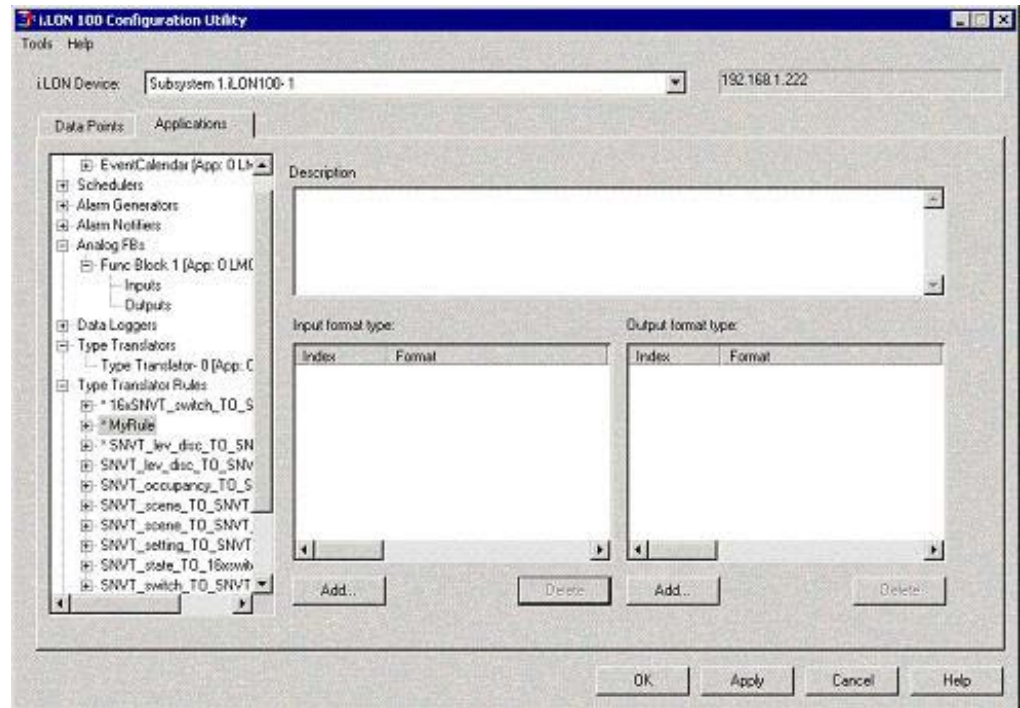 i.LON 100 Configuration Utility
Tools Help
i.LON Device: Subsystem 1.iLON100- 1 192.168.1.222
Data Points Applications
EventCalendar [App: 0 LM
Schedulers
Alarm Generators
Alarm Notifiers
Analog FBs
Func Block 1 [App: 0 LMC
Inputs
Outputs
Data Loggers
Type Translators
Type Translator- 0 [App: 0
Type Translator Rules
* 16xSNVT_switch_TO_S
* MyRule
* SNVT_lev_disc_TO_SN
SNVT_lev_disc_TO_SNV
SNVT_occupancy_TO_S
SNVT_scene_TO_SNVT_
SNVT_scene_TO_SNVT_
SNVT_setting_TO_SNVT
SNVT_state_TO_16xswit
SNVT_switch_TO_SNVT
Description
Input format type: Output format type:
Index Format Index Format
Add... Delete Add... Delete
OK Apply Cancel Help